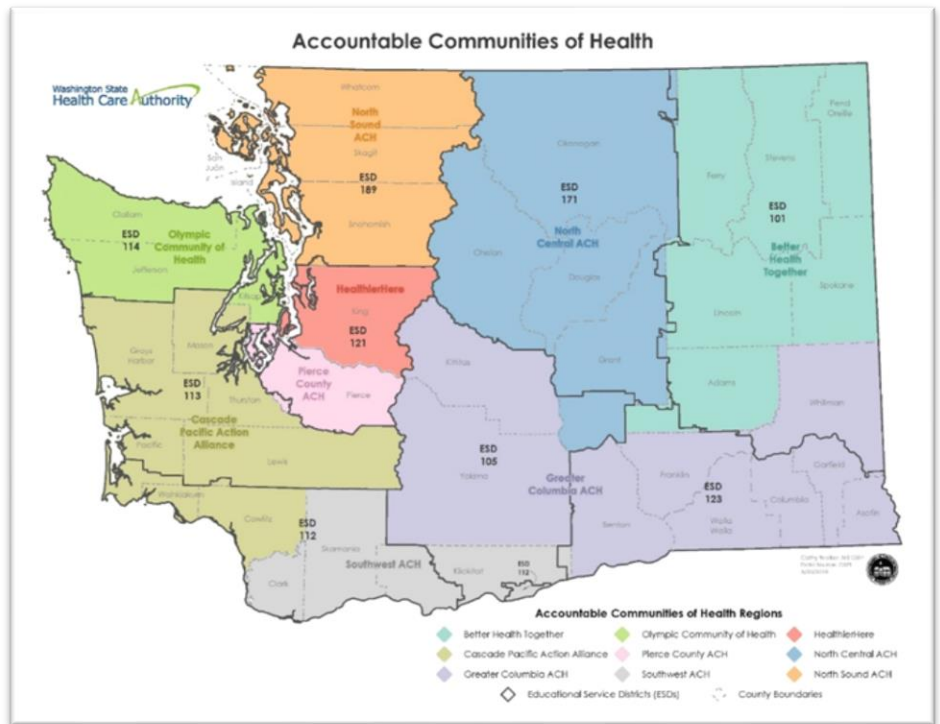 Accountable Communities of Health
Washington State
Health Care Authority
Whatcom
North
Sound
ACH
Skagit
ESD
189
San
Juan
Island
Snohomish
Okanogan
ESD
171
North
Central ACH
Chelan
Douglas
Grant
Pend
Oreille
Stevens
Ferry
ESD
101
Better
Health
Together
Spokane
Lincoln
Adams
Whitman
Clallam
ESD
114
Olympic
Community of
Health
Jefferson
Kitsap
HealthierHere
King
ESD
121
Pierce
County
ACH
Pierce
Grays
Harbor
Mason
ESD
113
Thurston
Cascade
Pacific Action
Alliance
Pacific
Lewis
Wahkiakum
Cowlitz
ESD
112
Skamania
Clark
Southwest ACH
Klickitat
ESD
112
Kittitas
ESD
105
Yakima
Greater
Columbia ACH
Franklin
ESD
123
Benton
Walla
Walla
Columbia
Garfield
Asotin
Accountable Communities of Health Regions
Better Health Together
Olympic Community of Health
HealthierHere
Cascade Pacific Action Alliance
Pierce County ACH
North Central ACH
Greater Columbia ACH
Southwest ACH
North Sound ACH
Educational Service Districts (ESDs)
County Boundaries